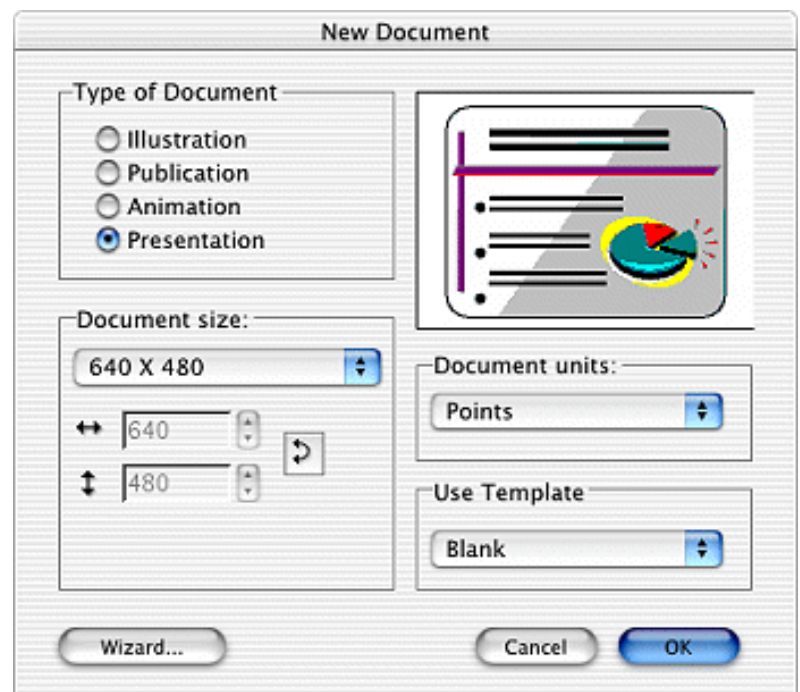 New Document
Type of Document
Illustration
Publication
Animation
Presentation
Document size:
640 X 480
640
480
Document units:
Points
Use Template
Blank
Wizard...
Cancel
OK